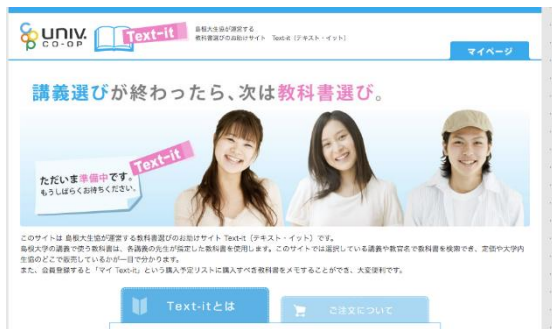 UNIV.
CO-OP
Text-it
島根大生協が運営する
教科書選びのお助けサイト Text-it（テキスト・イット）
マイページ
講義選びが終わったら、次は教科書選び。
Text-it
ただいま準備中です。
もうしばらくお待ちください。
このサイトは 島根大生協が運営する教科書選びのお助けサイト Text-it（テキスト・イット）です。
島根大学の講義で使う教科書は、各講義の先生が指定した教科書を使用します。このサイトでは選択している講義や教官名で教科書を検索でき、定価や大学内
生協のどこで販売しているかが一目で分かります。
また、会員登録すると「マイ Text-it」という購入予定リストに購入すべき教科書をメモすることができ、大変便利です。
Text-itとは
ご注文について